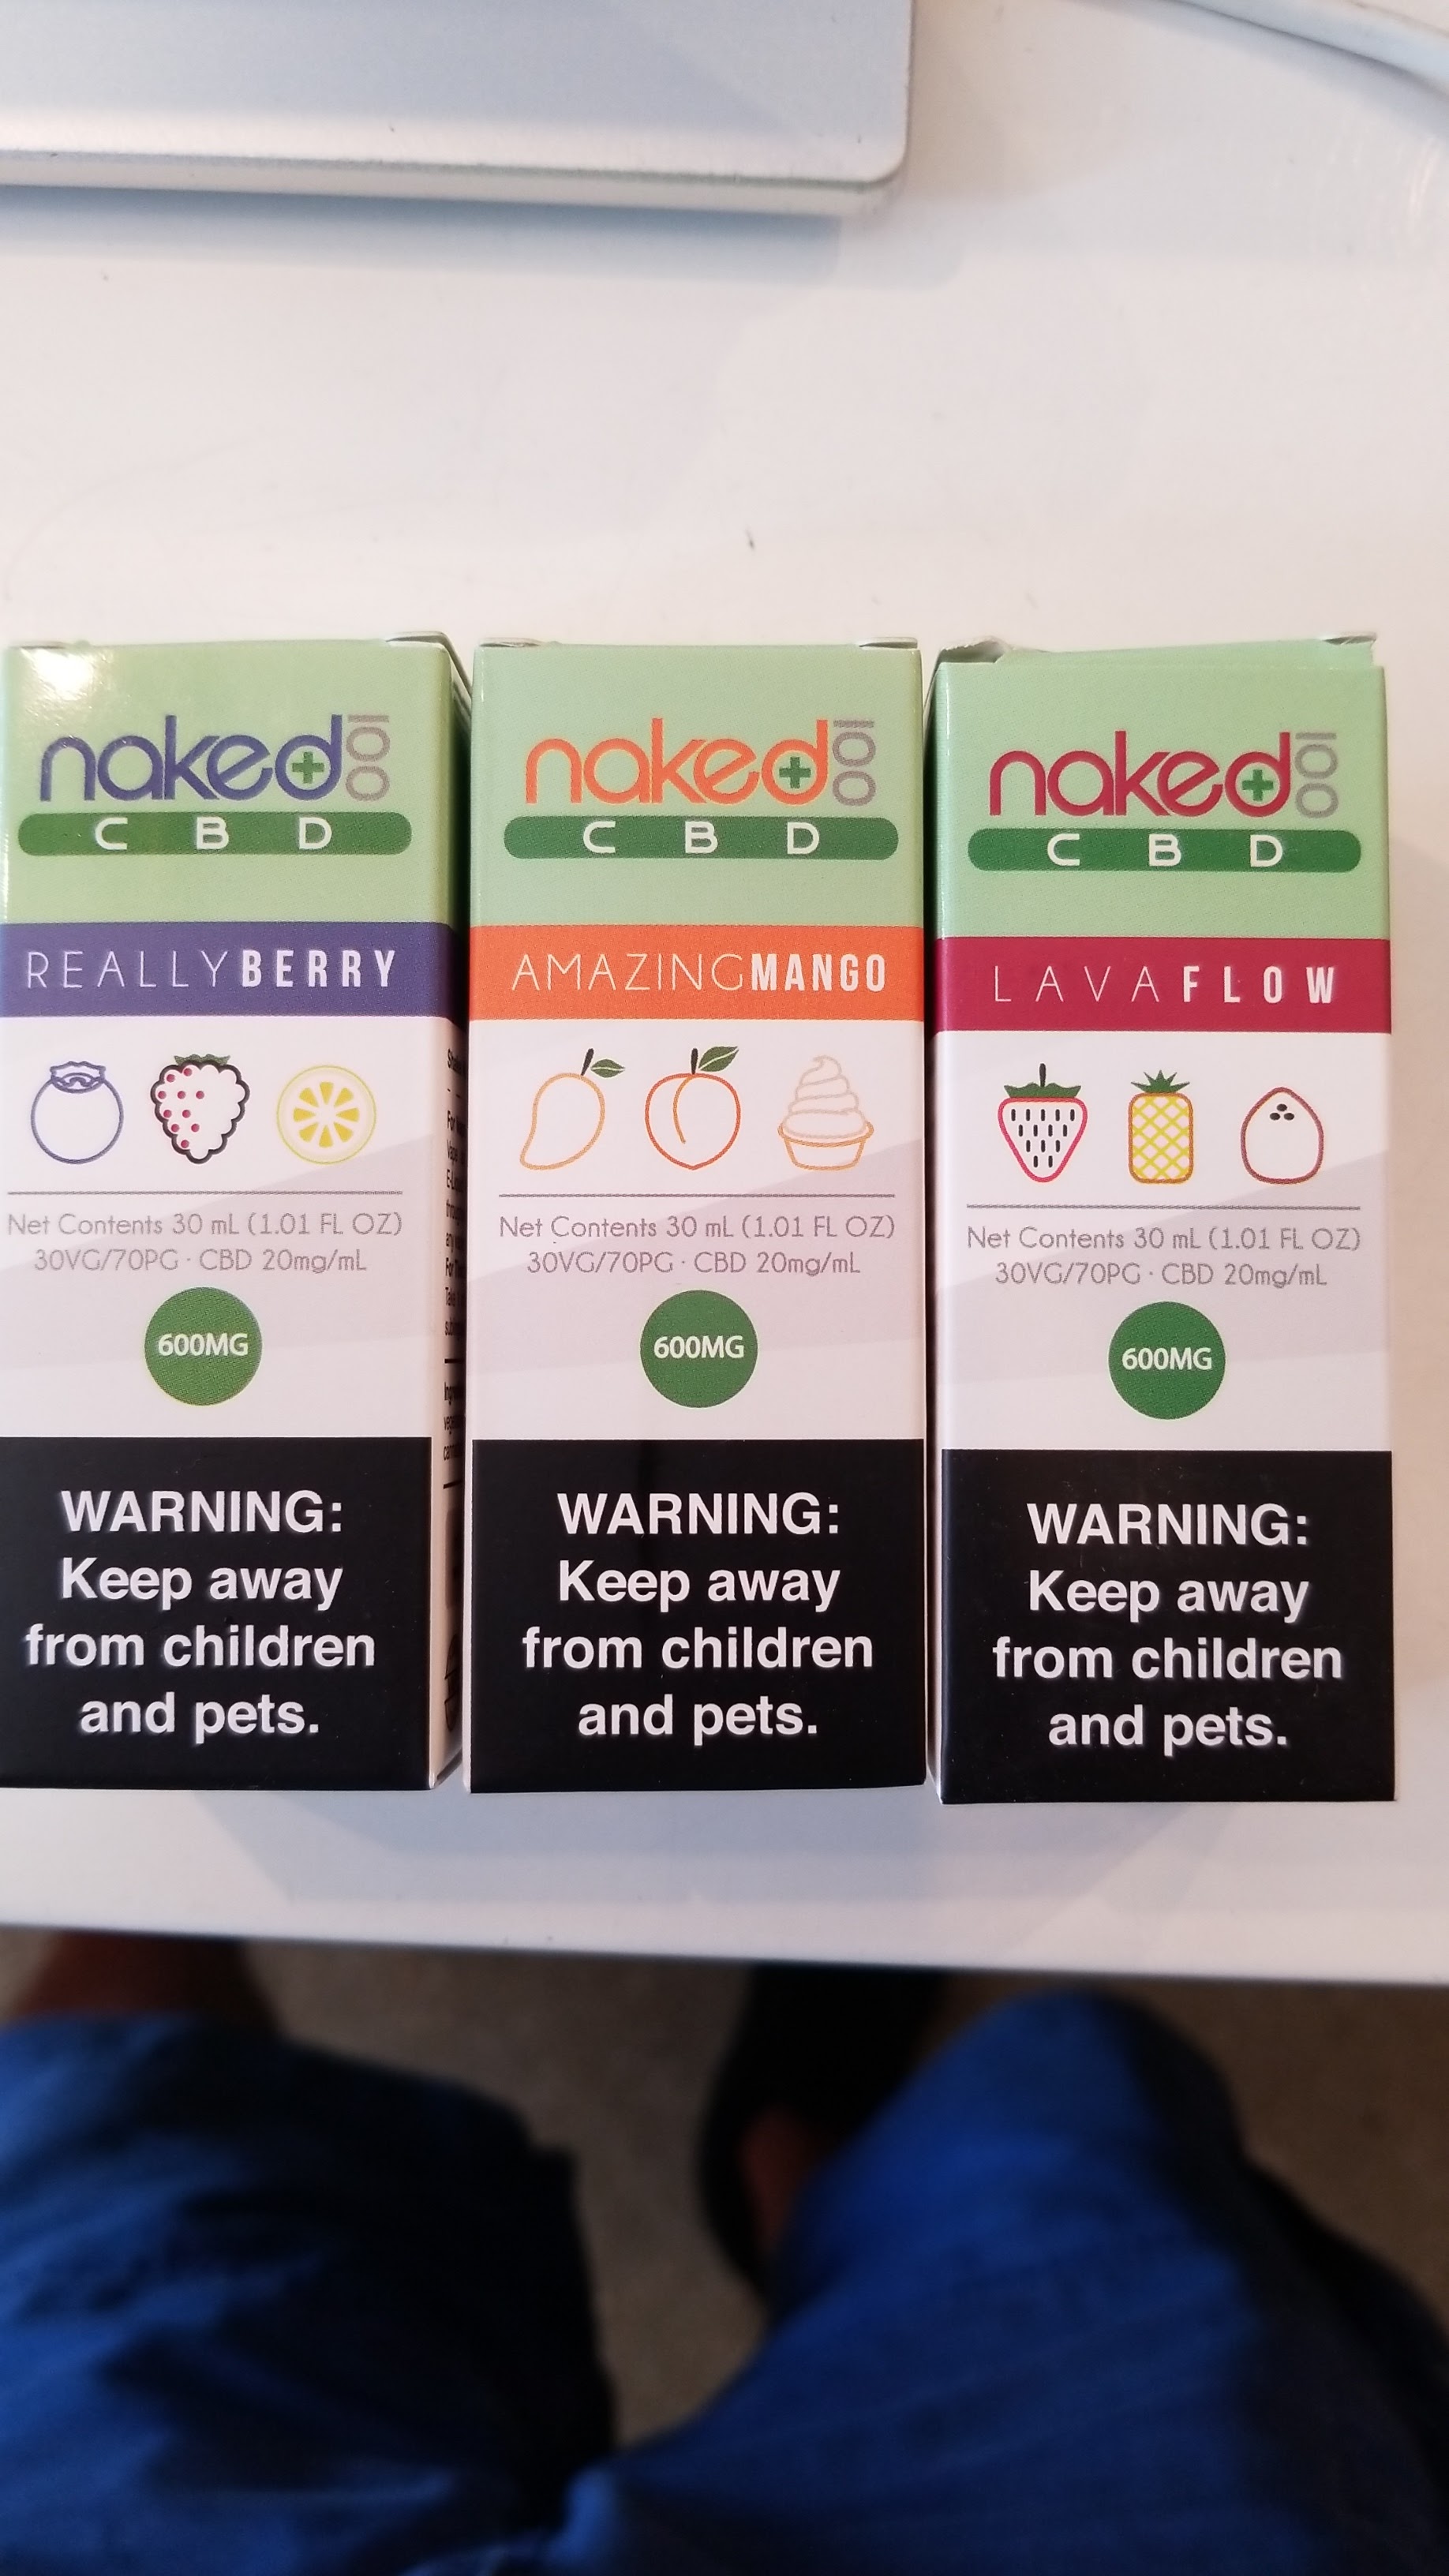 naked 100
CBD
REALLYBERRY
Net Contents 30 mL (1.01 FL OZ)
30VG/70PG · CBD 20mg/mL
600MG
WARNING:
Keep away
from children
and pets.
naked 100
CBD
AMAZINGMANGO
Net Contents 30 mL (1.01 FL OZ)
30VG/70PG · CBD 20mg/mL
600MG
WARNING:
Keep away
from children
and pets.
naked 100
CBD
LAVAFLOW
Net Contents 30 mL (1.01 FL OZ)
30VG/70PG · CBD 20mg/mL
600MG
WARNING:
Keep away
from children
and pets.